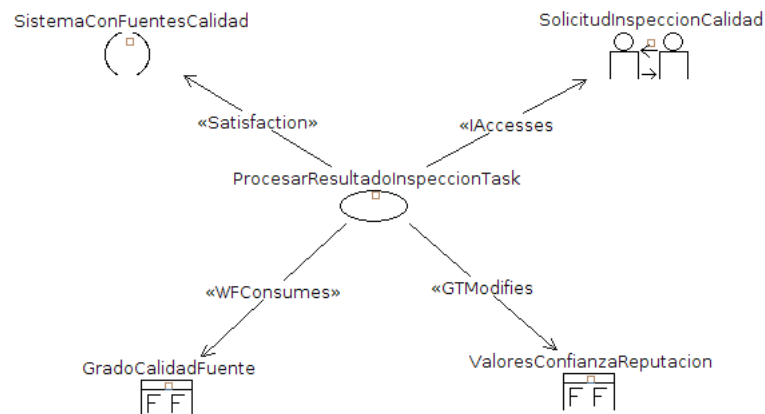 SistemaConFuentesCalidad
SolicitudInspeccionCalidad
«Satisfaction»
«IAccesses
ProcesarResultadoInspeccionTask
«WFConsumes»
«GTModifies
GradoCalidadFuente
ValoresConfianzaReputacion
F F
F F